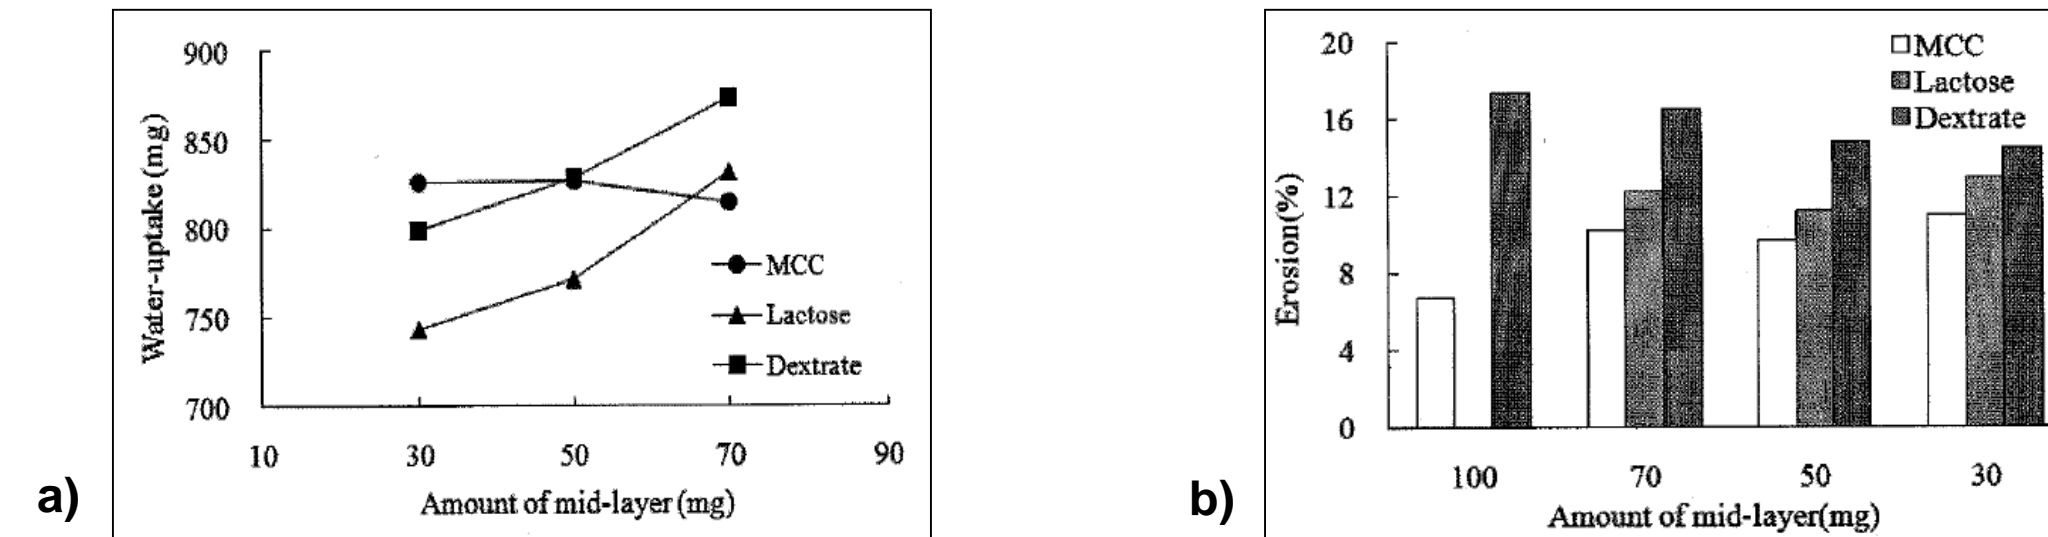 900
850
800
750
700
10 30 50 70 90
Water-uptake (mg)
Amount of mid-layer (mg)
MCC
Lactose
Dextrate
a)
20
16
12
8
4
0
100 70 50 30
Erosion(%)
Amount of mid-layer(mg)
MCC
Lactose
Dextrate
b)